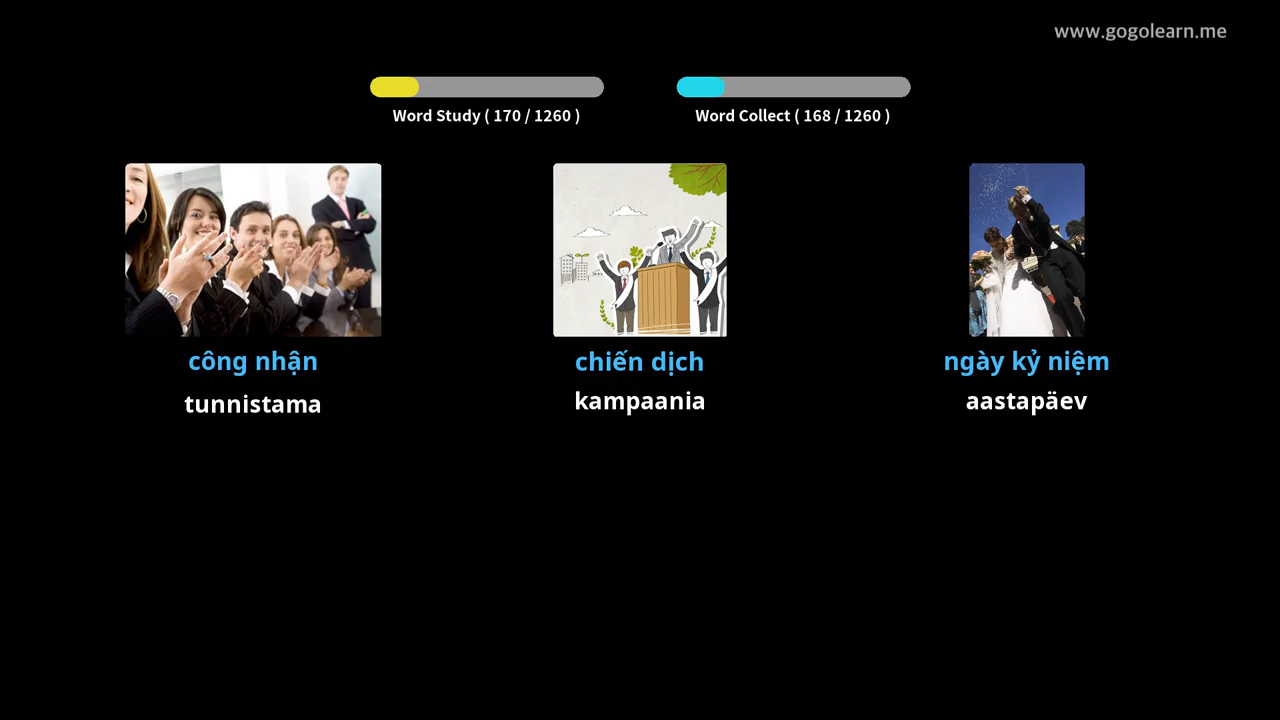 www.gogolearn.me
Word Study ( 170 / 1260 )
Word Collect ( 168 / 1260 )
công nhận
tunnistama
chiến dịch
kampaania
ngày kỷ niệm
aastapäev